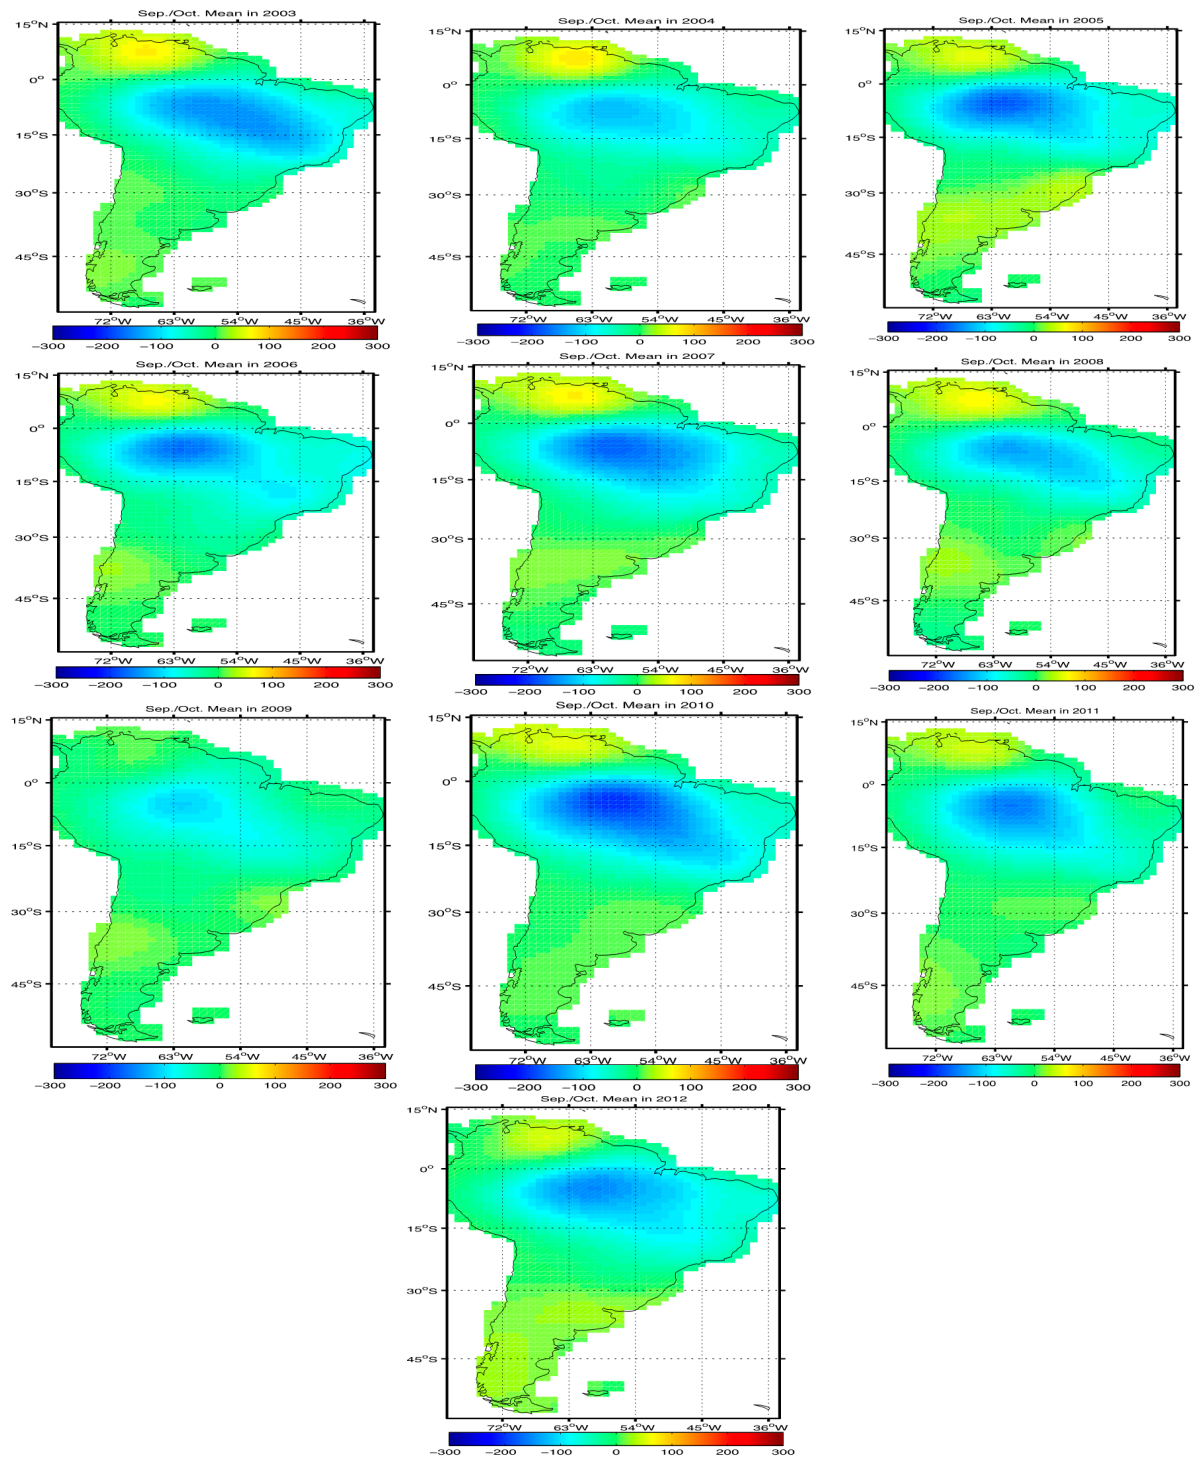 Sep./Oct. Mean in 2003
15°N
0°
15°S
30°S
45°S
72°W 63°W 54°W 45°W 36°W
−300 −200 −100 0 100 200 300
Sep./Oct. Mean in 2004
15°N
0°
15°S
30°S
45°S
72°W 63°W 54°W 45°W 36°W
−300 −200 −100 0 100 200 300
Sep./Oct. Mean in 2005
15°N
0°
15°S
30°S
45°S
72°W 63°W 54°W 45°W 36°W
−300 −200 −100 0 100 200 300
Sep./Oct. Mean in 2006
15°N
0°
15°S
30°S
45°S
72°W 63°W 54°W 45°W 36°W
−300 −200 −100 0 100 200 300
Sep./Oct. Mean in 2007
15°N
0°
15°S
30°S
45°S
72°W 63°W 54°W 45°W 36°W
−300 −200 −100 0 100 200 300
Sep./Oct. Mean in 2008
15°N
0°
15°S
30°S
45°S
72°W 63°W 54°W 45°W 36°W
−300 −200 −100 0 100 200 300
Sep./Oct. Mean in 2009
15°N
0°
15°S
30°S
45°S
72°W 63°W 54°W 45°W 36°W
−300 −200 −100 0 100 200 300
Sep./Oct. Mean in 2010
15°N
0°
15°S
30°S
45°S
72°W 63°W 54°W 45°W 36°W
−300 −200 −100 0 100 200 300
Sep./Oct. Mean in 2011
15°N
0°
15°S
30°S
45°S
72°W 63°W 54°W 45°W 36°W
−300 −200 −100 0 100 200 300
Sep./Oct. Mean in 2012
15°N
0°
15°S
30°S
45°S
72°W 63°W 54°W 45°W 36°W
−300 −200 −100 0 100 200 300